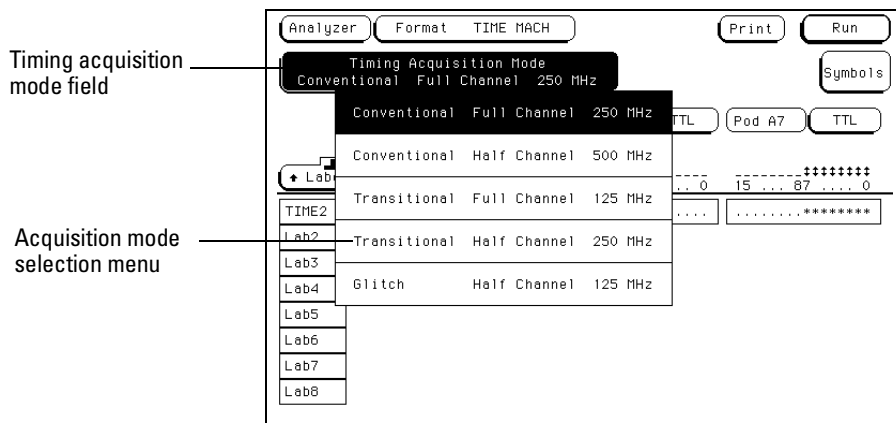 Analyzer Format TIME MACH Print Run
Timing acquisition
mode field
Timing Acquisition Mode
Conventional Full Channel 250 MHz
Symbols
Conventional Full Channel 250 MHz
TTL Pod A7 TTL
Conventional Half Channel 500 MHz
Lab
.. 0 15 ... 87 .... 0
Transitional Full Channel 125 MHz
TIME2
.... ........********
Acquisition mode
selection menu
Lab2
Transitional Half Channel 250 MHz
Lab3
Lab4
Glitch Half Channel 125 MHz
Lab5
Lab6
Lab7
Lab8